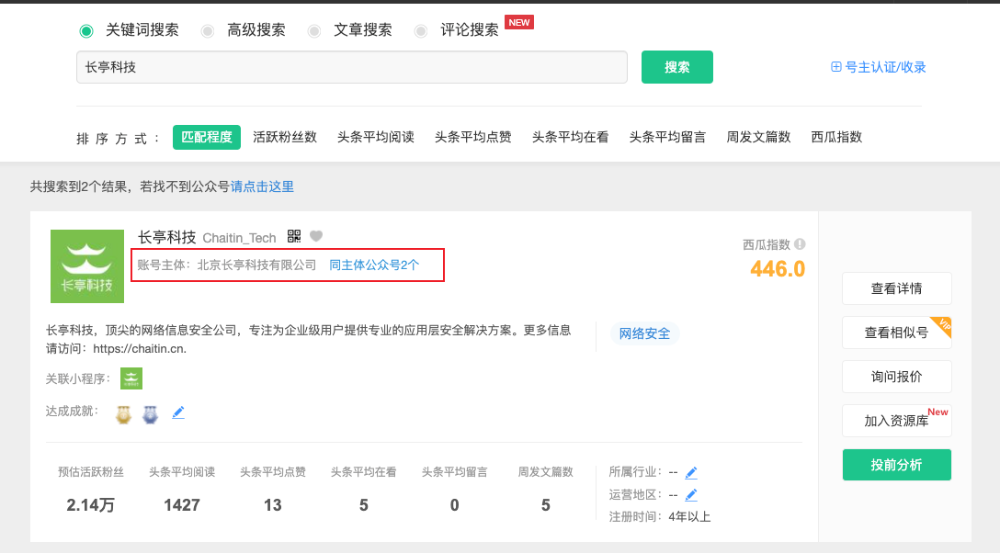 关键词搜索 高级搜索 文章搜索 评论搜索 NEW
长亭科技 搜索 号主认证/收录
排序方式： 匹配程度 活跃粉丝数 头条平均阅读 头条平均点赞 头条平均在看 头条平均留言 周发文篇数 西瓜指数
共搜索到2个结果，若找不到公众号请点击这里
长亭科技 Chaitin_Tech
账号主体：北京长亭科技有限公司 同主体公众号2个
西瓜指数
446.0
长亭科技
长亭科技，顶尖的网络信息安全公司，专注为企业级用户提供专业的应用层安全解决方案。更多信息
请访问：https://chaitin.cn.
网络安全
关联小程序：
达成成就：
预估活跃粉丝 头条平均阅读 头条平均点赞 头条平均在看 头条平均留言 周发文篇数
2.14万 1427 13 5 0 5
所属行业：--
运营地区：--
注册时间：4年以上
查看详情
查看相似号 VIP
询问报价
加入资源库 New
投前分析